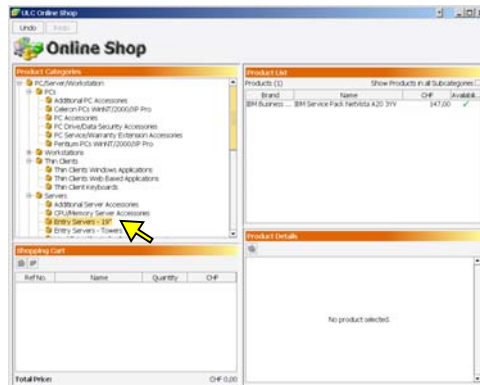 ULC Online Shop
Undo Redo
Online Shop
Product Categories
PC/Server/Workstation
PCs
Additional PC Accessories
Celeron PCs WinNT/2000/XP Pro
PC Accessories
PC Drive/Data Security Accessories
PC Service/Warranty Extension Accessories
Pentium PCs WinNT/2000/XP Pro
Workstations
Thin Clients
Thin Clients Windows Applications
Thin Clients Web Based Applications
Thin Client Keyboards
Servers
Additional Server Accessories
CPU/Memory Server Accessories
Entry Servers - 19"
Entry Servers - Towers
Product List
Products (1) Show Products in all Subcategories
Brand Name CHF Availabili...
IBM Business ... IBM Service Pack NetVista A20 3YV 147,00
Shopping Cart
Ref No. Name Quantity CHF
Total Price: CHF 0,00
Product Details
No product selected.